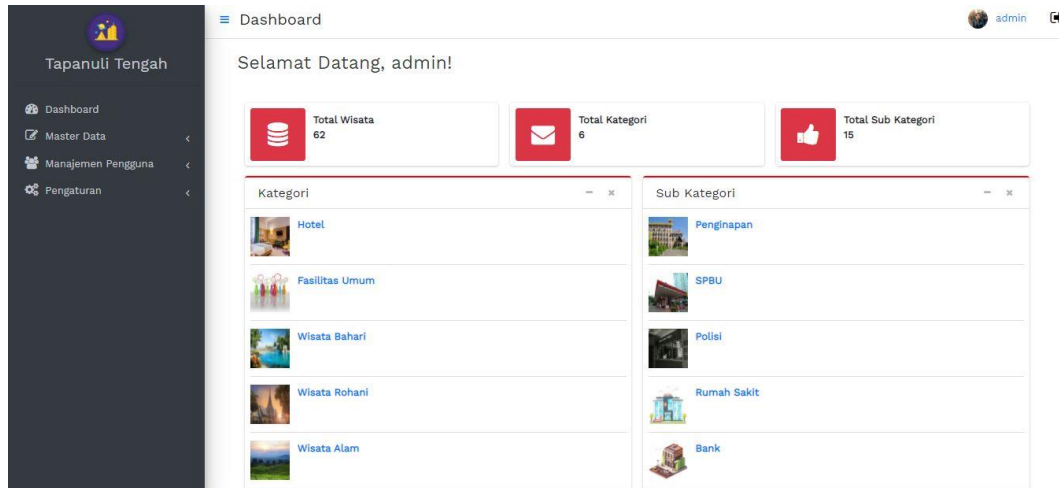 Tapanuli Tengah
Dashboard
Master Data
Manajemen Pengguna
Pengaturan
Dashboard
admin
Selamat Datang, admin!
Total Wisata
62
Total Kategori
6
Total Sub Kategori
15
Kategori
Hotel
Fasilitas Umum
Wisata Bahari
Wisata Rohani
Wisata Alam
Sub Kategori
Penginapan
SPBU
Polisi
Rumah Sakit
Bank